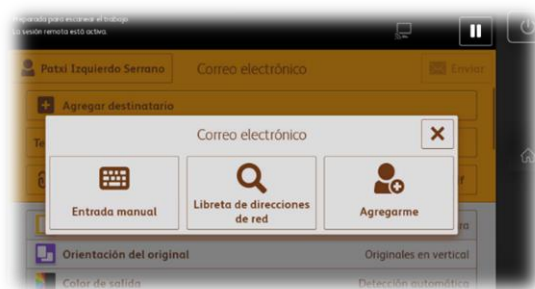 Preparada para escanear el trabajo.
La sesión remota está activa.
Patxi Izquierdo Serrano
Correo electrónico
Enviar
Agregar destinatario
Correo electrónico
Entrada manual
Libreta de direcciones
de red
Agregarme
Orientación del original
Originales en vertical
Color de salida
Detección automática